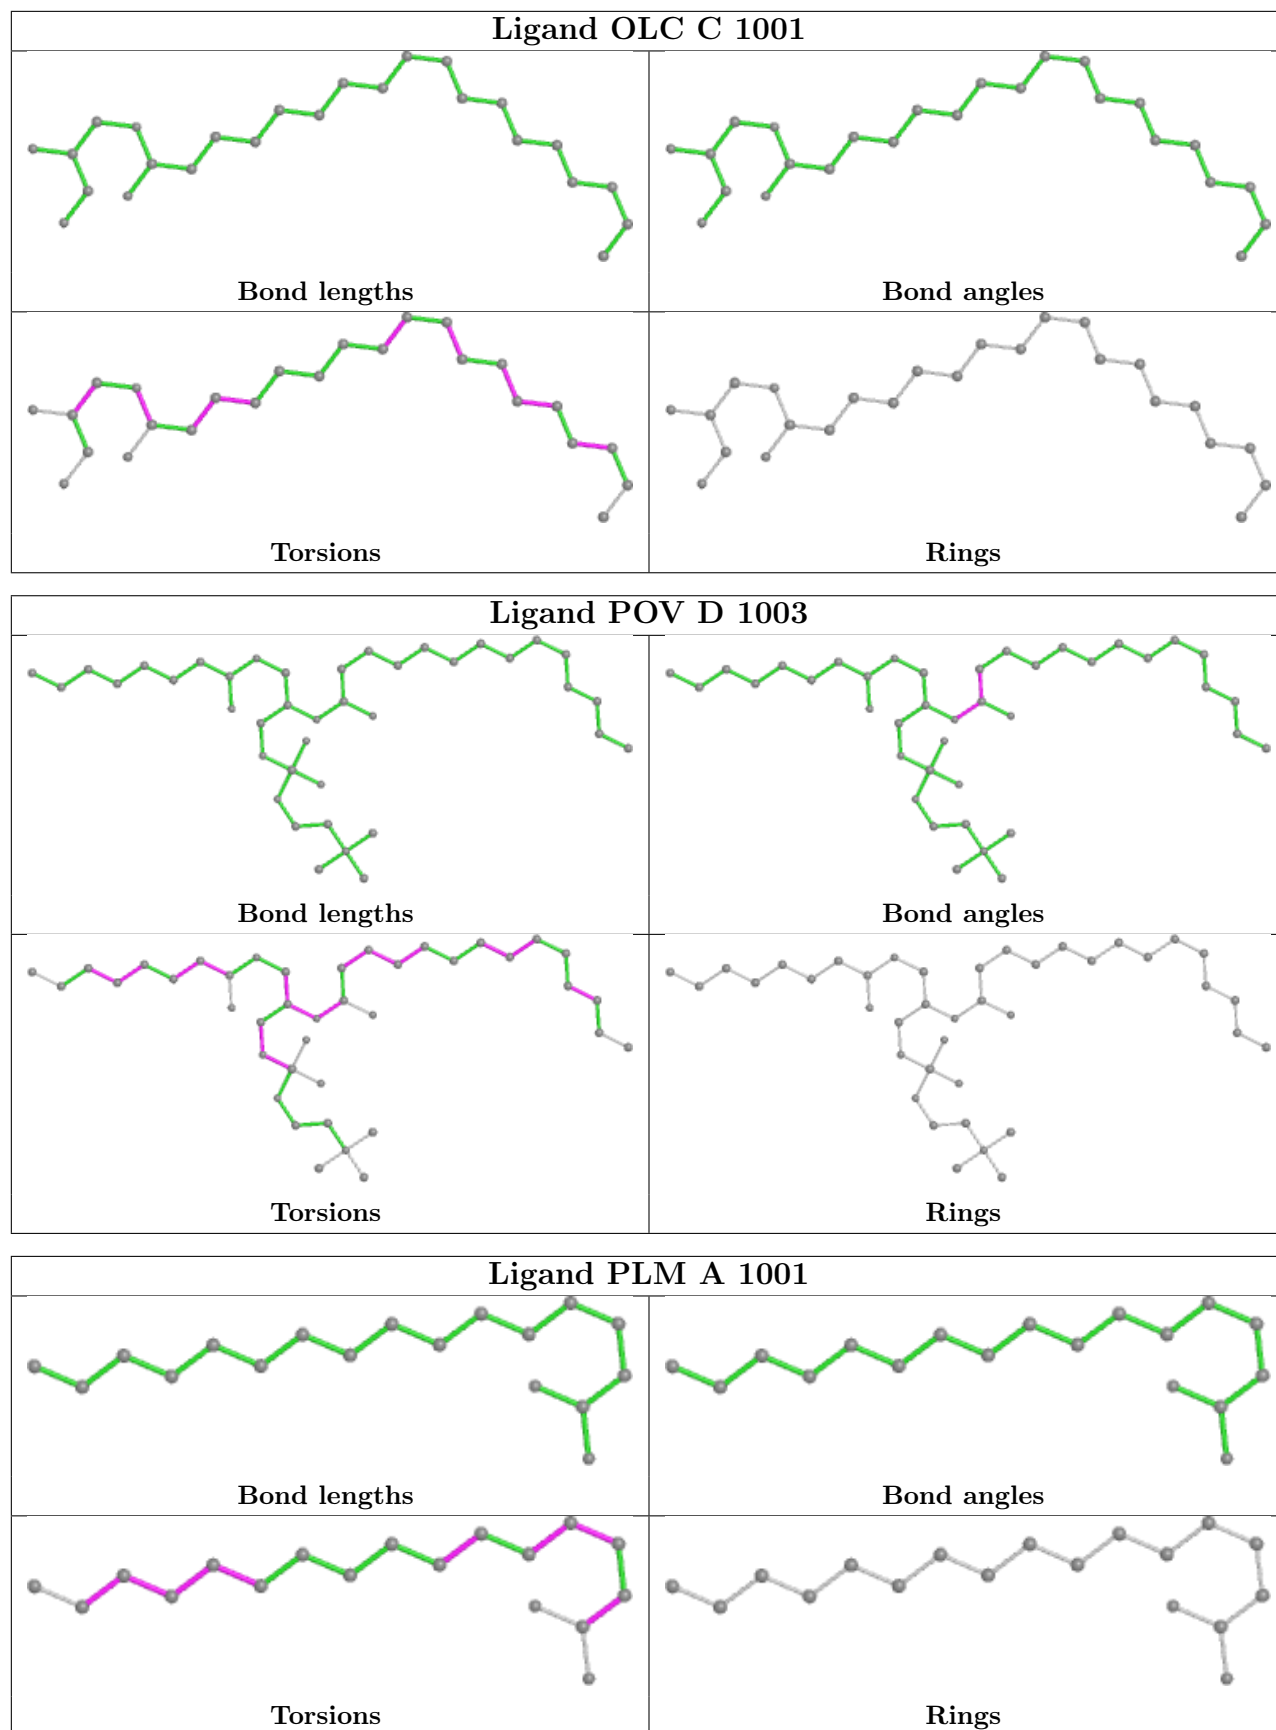 Ligand OLC C 1001
Bond lengths
Bond angles
Torsions
Rings
Ligand POV D 1003
Bond lengths
Bond angles
Torsions
Rings
Ligand PLM A 1001
Bond lengths
Bond angles
Torsions
Rings